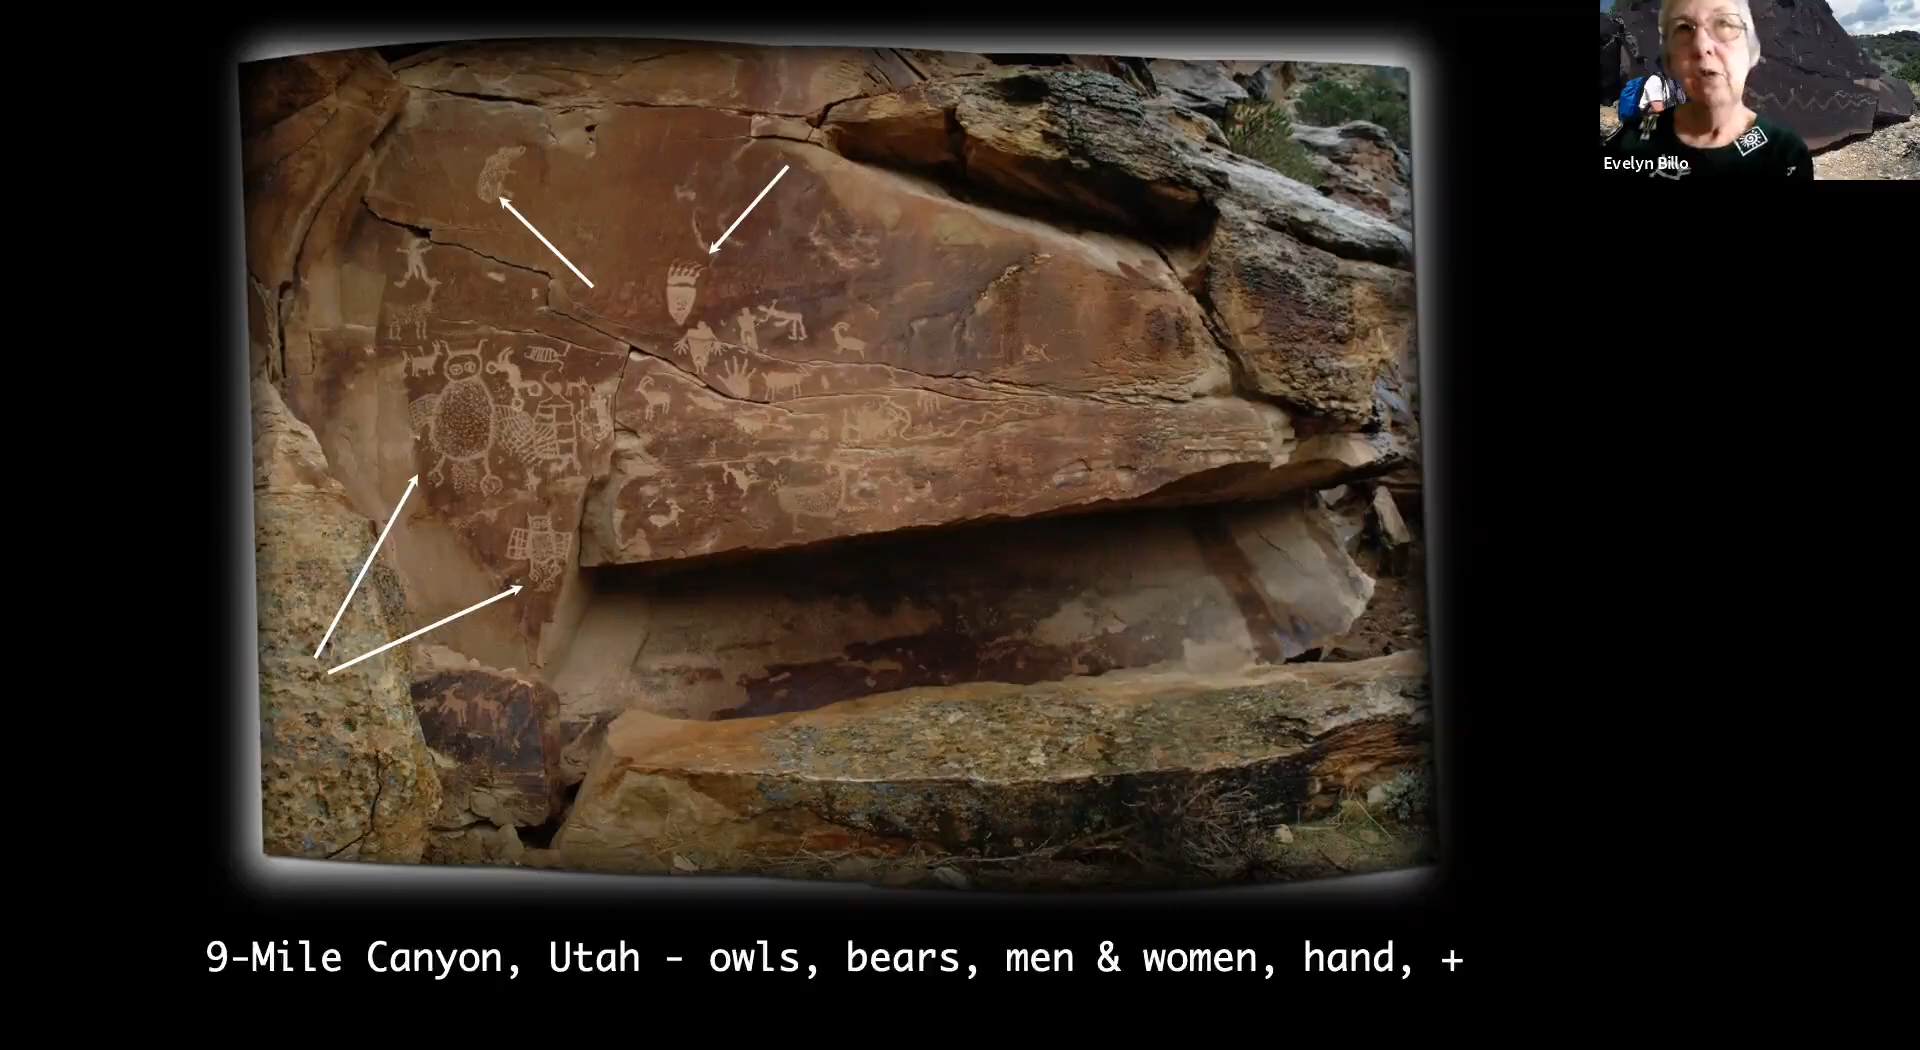 Evelyn Billo
9-Mile Canyon, Utah - owls, bears, men & women, hand, +